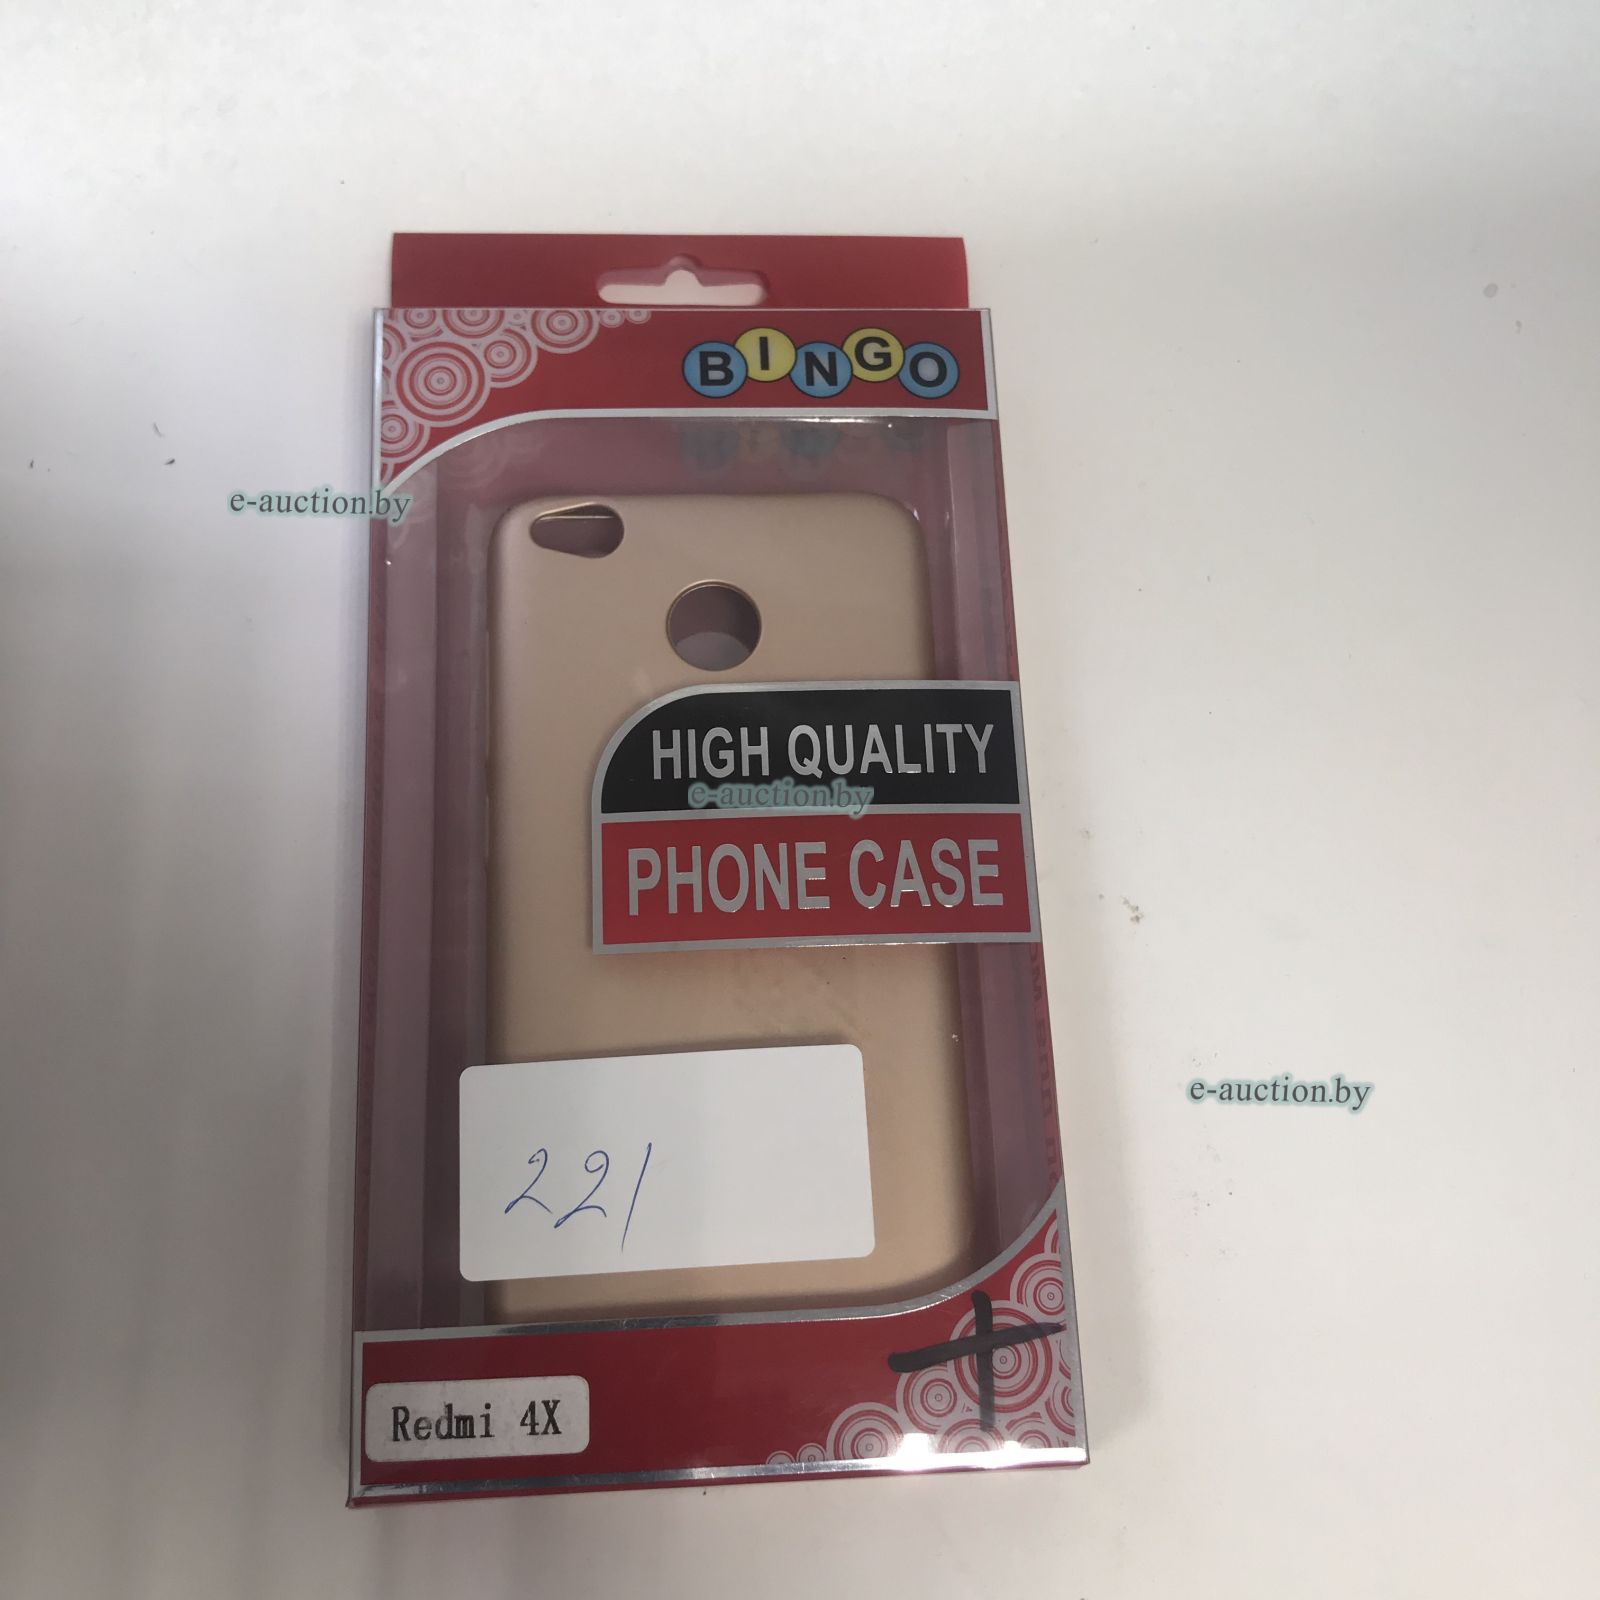 BINGO
e-auction.by
HIGH QUALITY
e-auction.by
PHONE CASE
e-auction.by
221
+
Redmi 4X